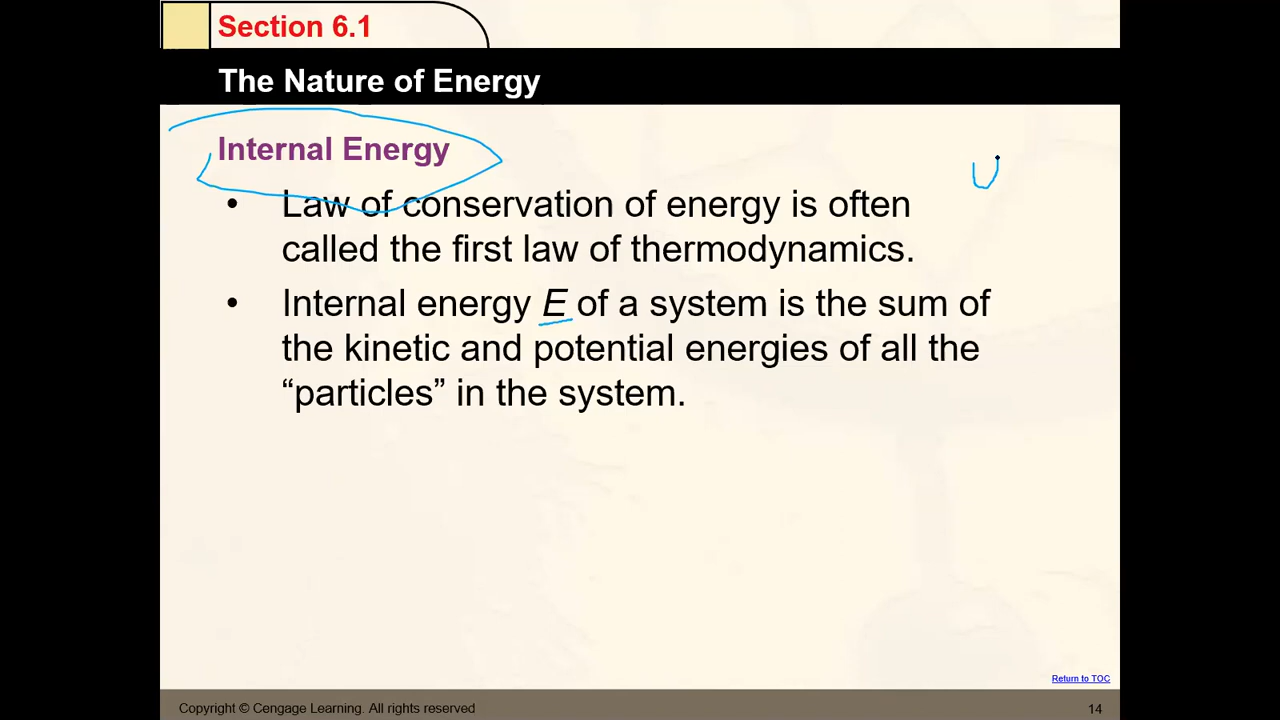 Section 6.1
The Nature of Energy
Internal Energy
U
• Law of conservation of energy is often
called the first law of thermodynamics.
• Internal energy E of a system is the sum of
the kinetic and potential energies of all the
“particles” in the system.
Return to TOC
Copyright © Cengage Learning. All rights reserved
14